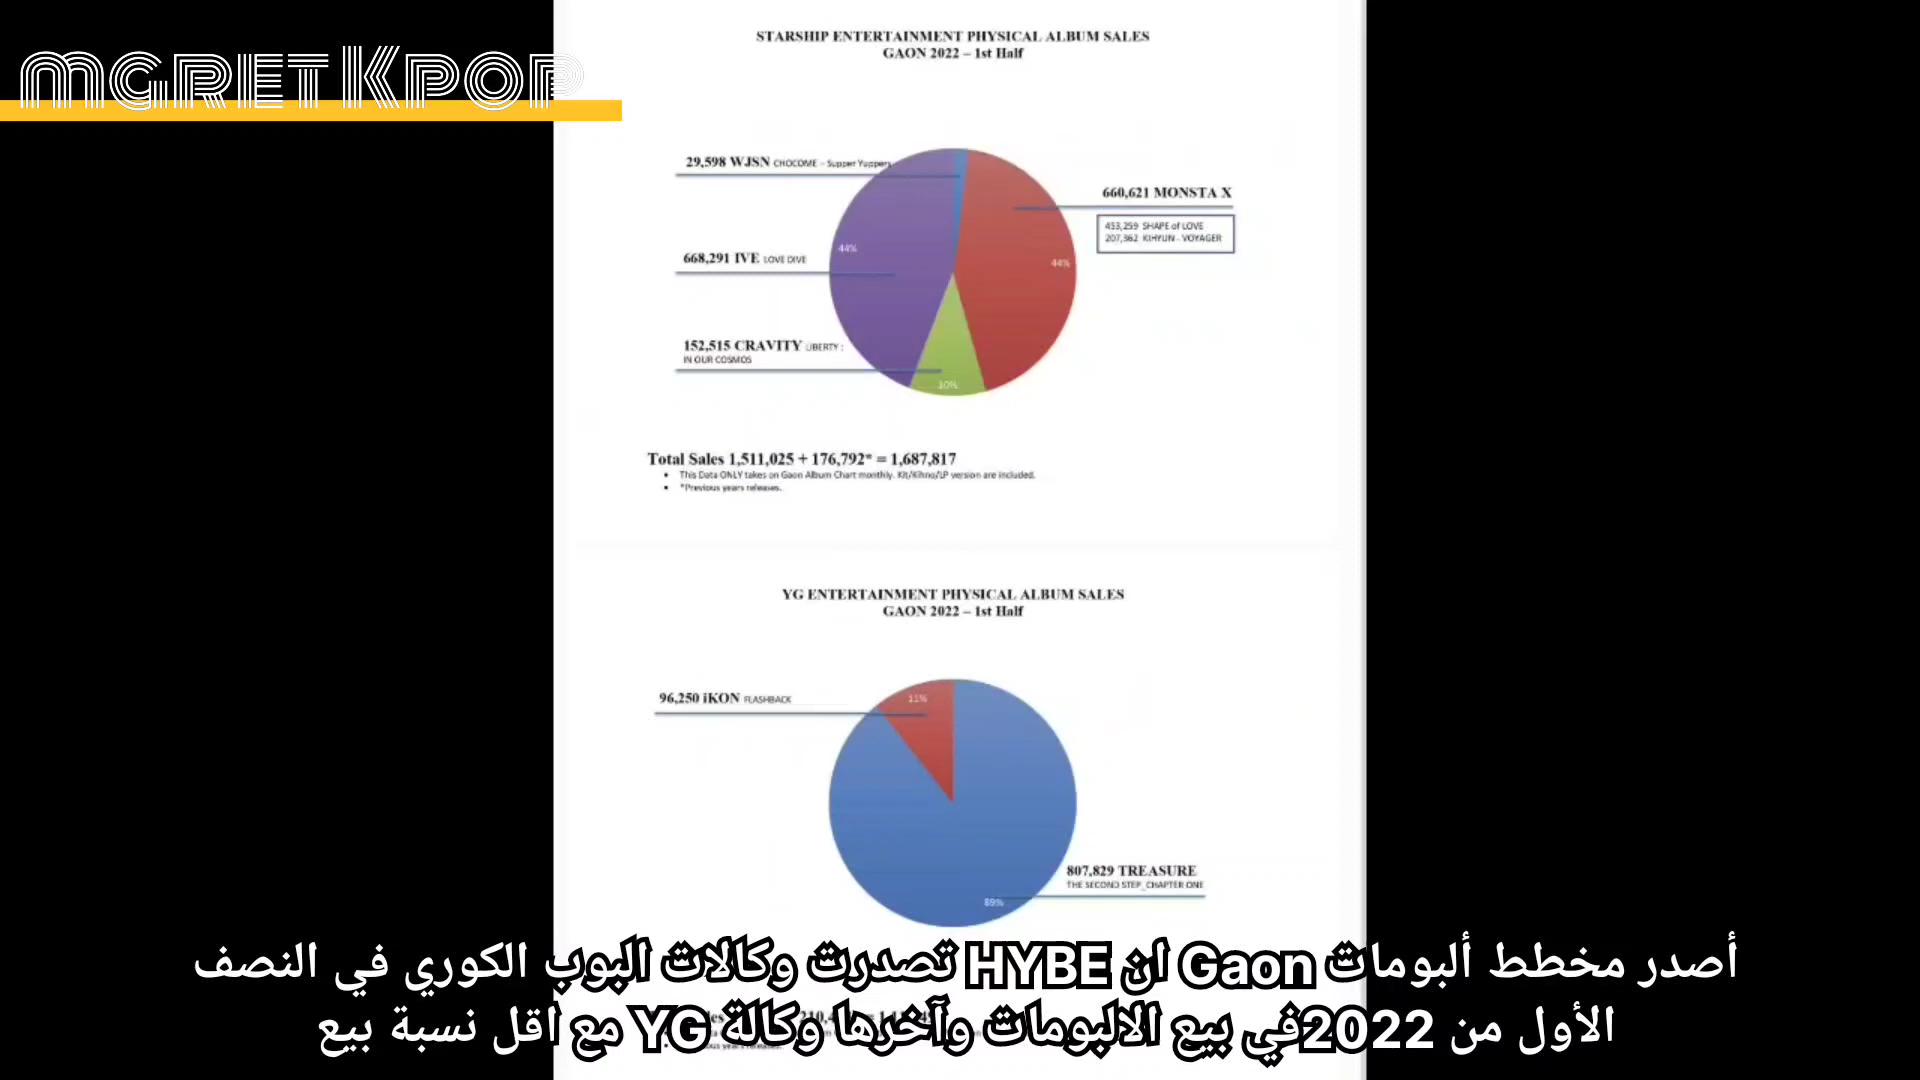 MGRET KPOP
STARSHIP ENTERTAINMENT PHYSICAL ALBUM SALES
GAON 2022 – 1st Half
29,598 WJSN CHOCOME – Supper Yuppers
660,621 MONSTA X
453,259 SHAPE of LOVE
207,362 KIHYUN - VOYAGER
44%
44%
668,291 IVE LOVE DIVE
152,515 CRAVITY LIBERTY :
IN OUR COSMOS
10%
Total Sales 1,511,025 + 176,792* = 1,687,817
• This Data ONLY takes on Gaon Album Chart monthly. Kit/Kihno/LP version are included.
• *Previous years releases.
YG ENTERTAINMENT PHYSICAL ALBUM SALES
GAON 2022 – 1st Half
96,250 iKON FLASHBACK
11%
807,829 TREASURE
THE SECOND STEP_CHAPTER ONE
89%
أصدر مخطط ألبومات Gaon ان HYBE تصدرت وكالات البوب الكوري في النصف
الأول من 2022في بيع الالبومات وآخرها وكالة YG مع اقل نسبة بيع